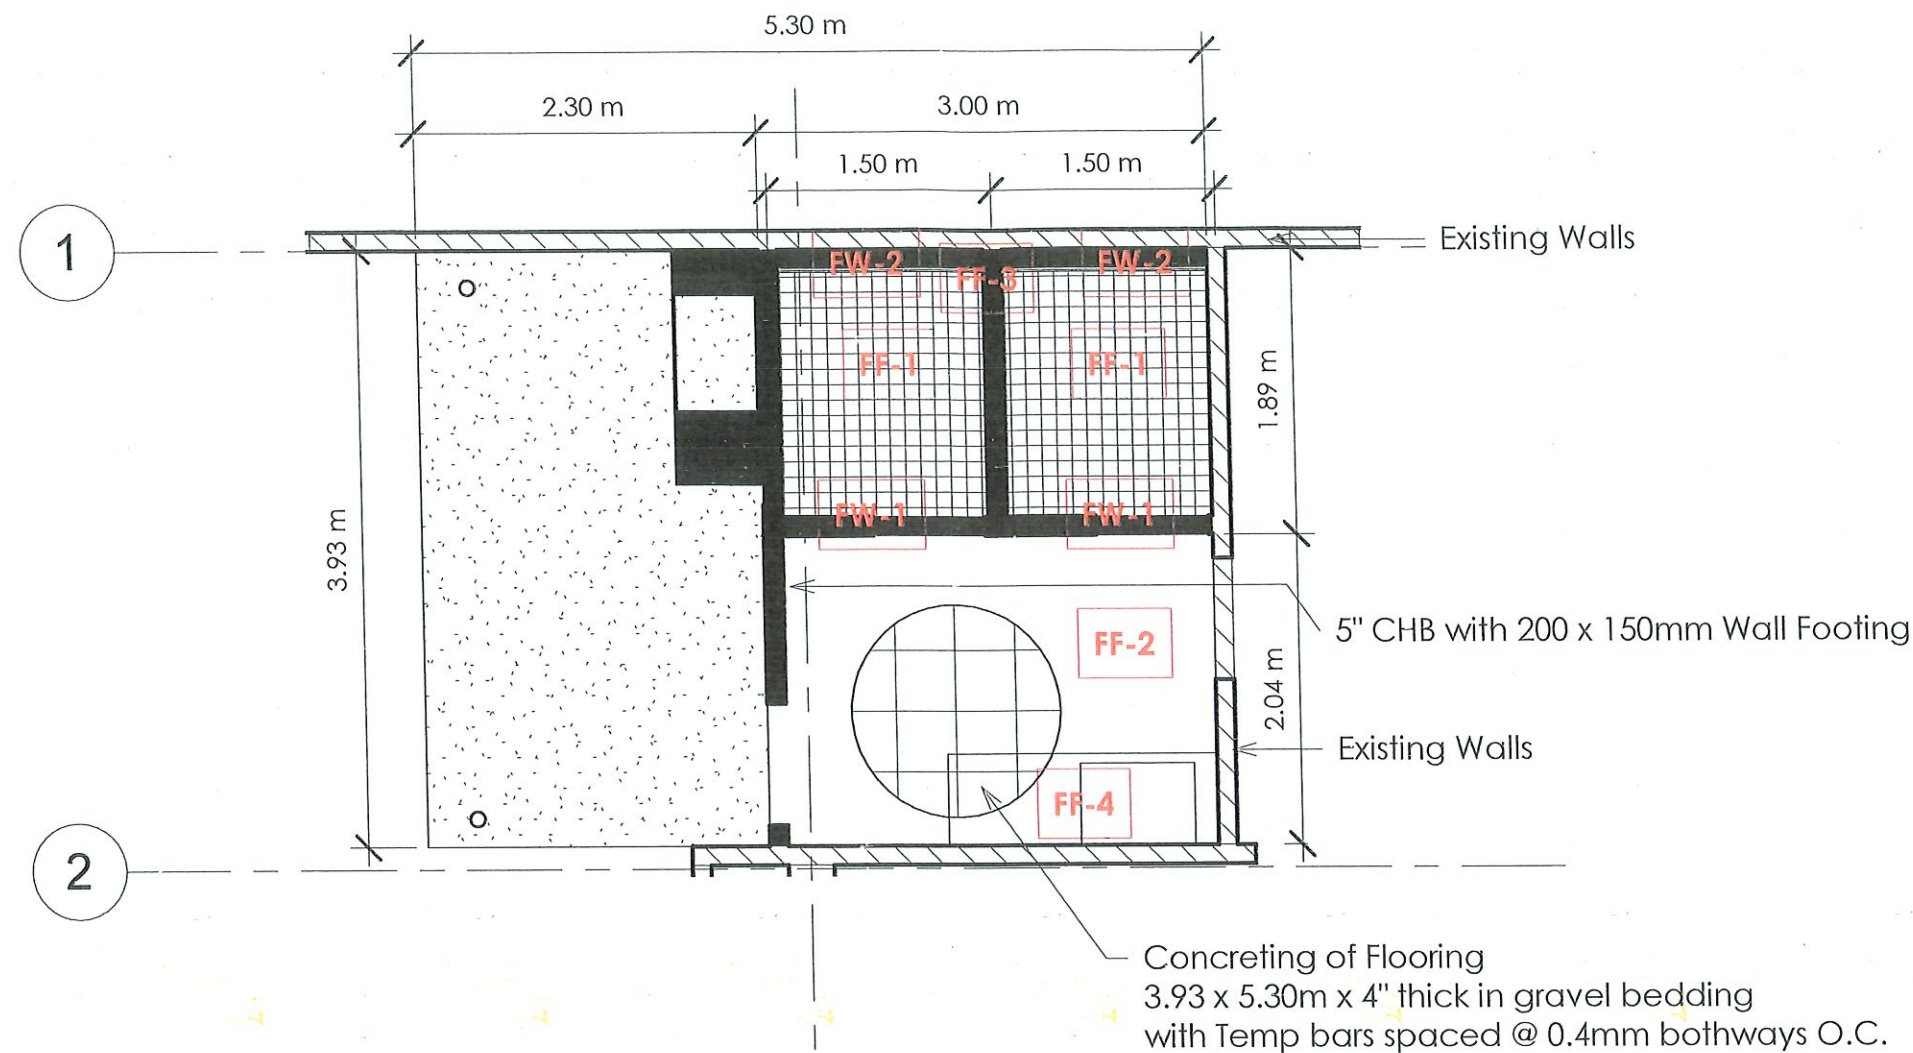 5.30 m
2.30 m
3.00 m
1.50 m
1.50 m
1
Existing Walls
FW-2
FF-3
FW-2
FF-1
FF-1
1.89 m
FW-1
FW-1
3.93 m
5" CHB with 200 x 150mm Wall Footing
FF-2
2.04 m
Existing Walls
FF-4
2
Concreting of Flooring
3.93 x 5.30m x 4" thick in gravel bedding
with Temp bars spaced @ 0.4mm bothways O.C.